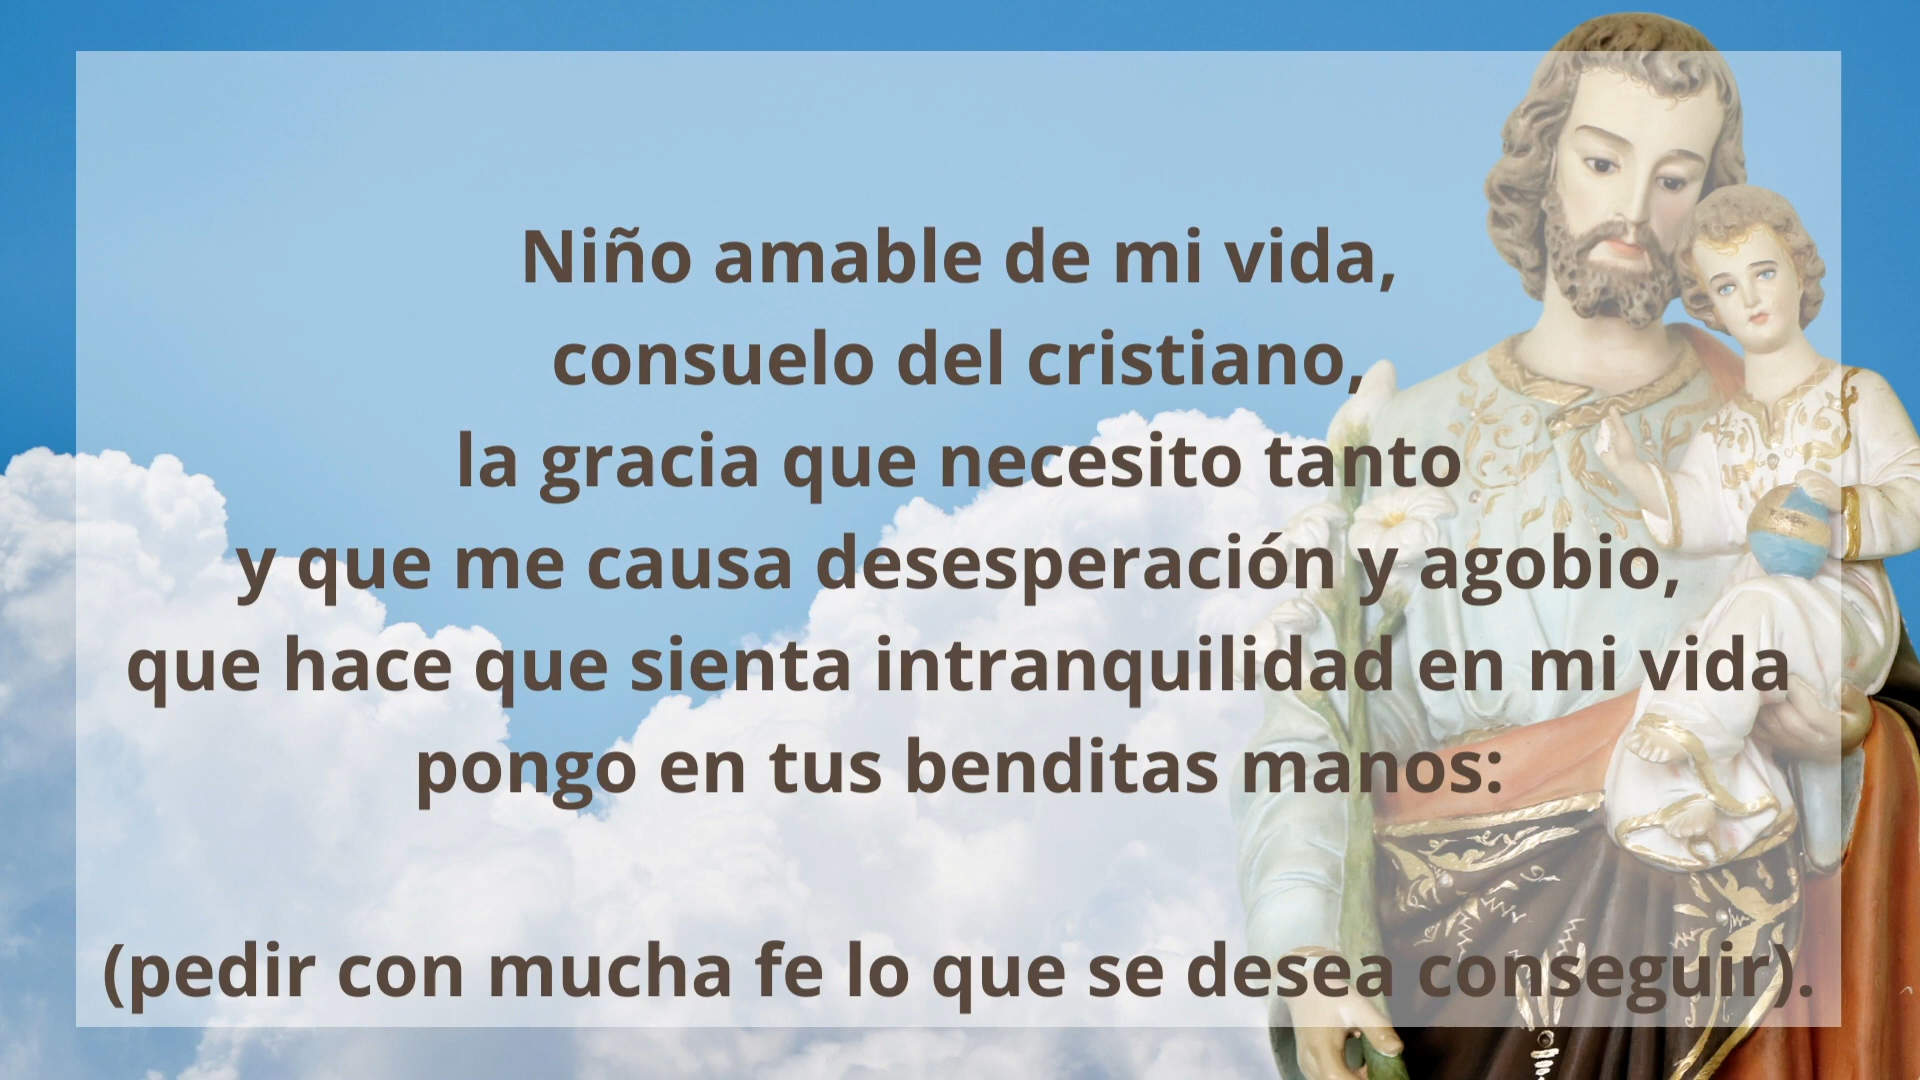 Niño amable de mi vida,
consuelo del cristiano,
la gracia que necesito tanto
y que me causa desesperación y agobio,
que hace que sienta intranquilidad en mi vida
pongo en tus benditas manos:
(pedir con mucha fe lo que se desea conseguir).